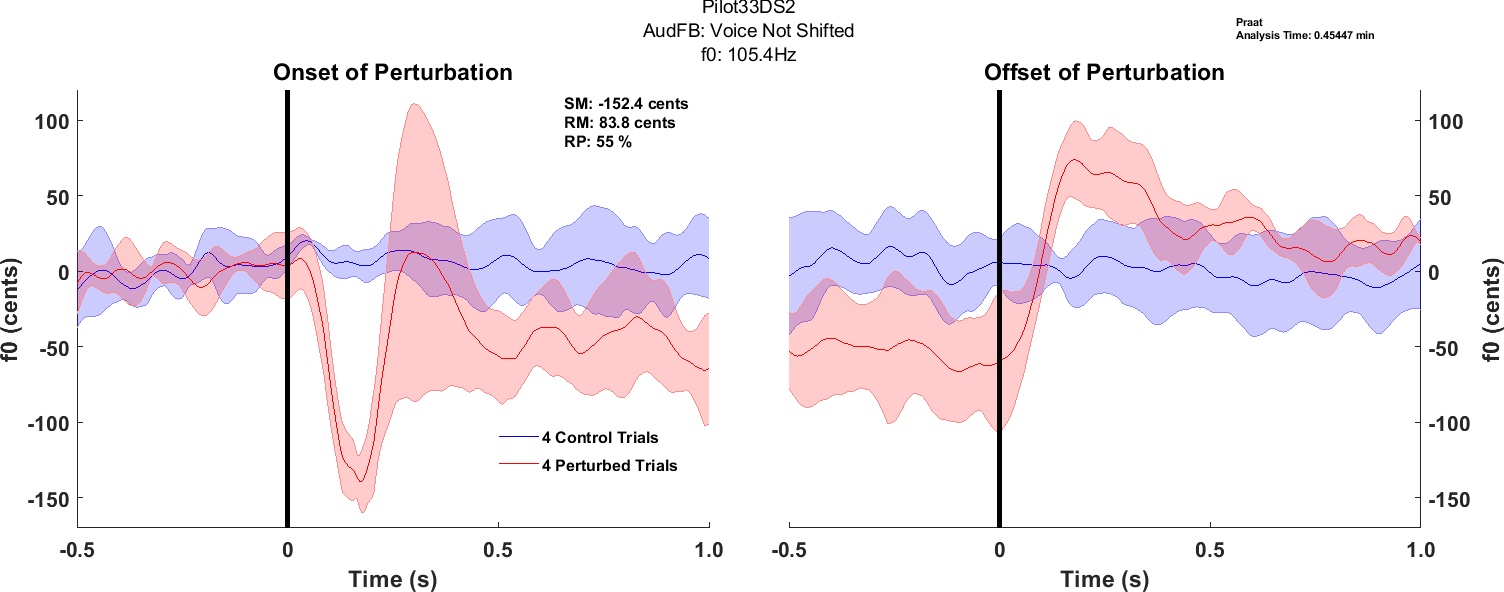 Pilot33DS2
AudFB: Voice Not Shifted
f0: 105.4Hz
Praat
Analysis Time: 0.45447 min
Onset of Perturbation
SM: -152.4 cents
RM: 83.8 cents
RP: 55 %
100
50
0
-50
-100
-150
f0 (cents)
4 Control Trials
4 Perturbed Trials
-0.5 0 0.5 1.0
Time (s)
Offset of Perturbation
100
50
0
-50
-100
-150
f0 (cents)
-0.5 0 0.5 1.0
Time (s)